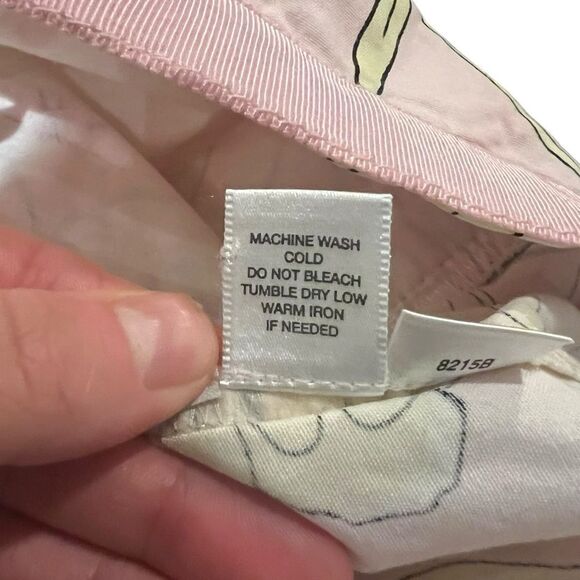 MACHINE WASH
COLD
DO NOT BLEACH
TUMBLE DRY LOW
WARM IRON
IF NEEDED
8215B